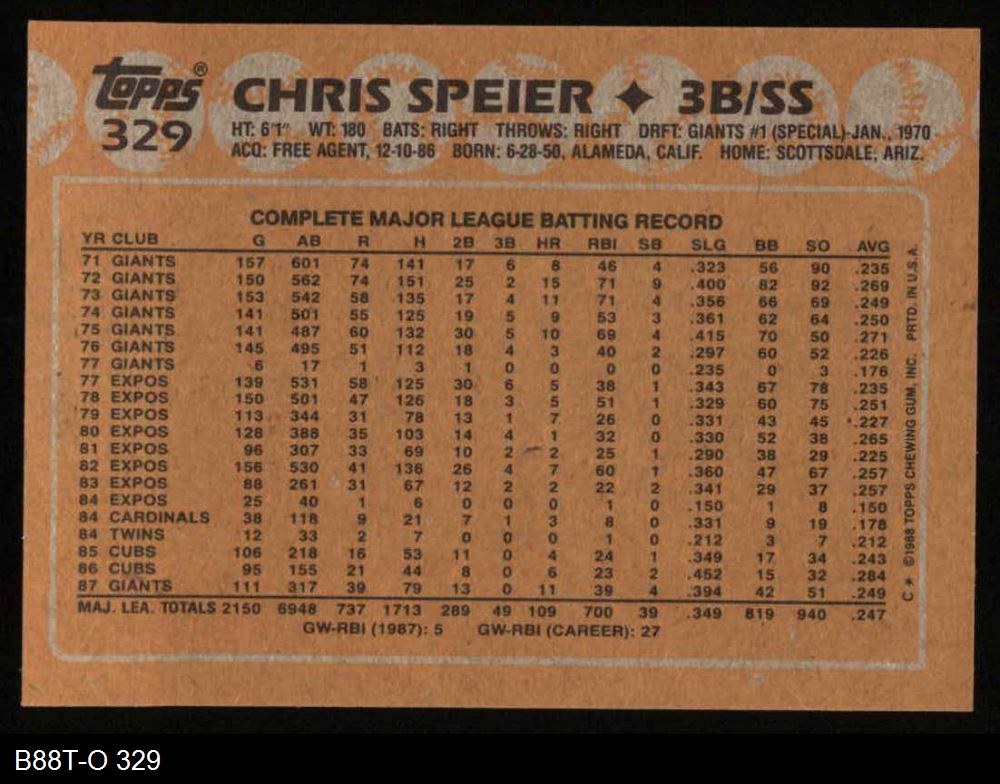 Topps® CHRIS SPEIER ✦ 3B/SS
329 HT: 6'1" WT: 180 BATS: RIGHT THROWS: RIGHT DRFT: GIANTS #1 (SPECIAL)-JAN., 1970
ACQ: FREE AGENT, 12-10-86 BORN: 6-28-50, ALAMEDA, CALIF. HOME: SCOTTSDALE, ARIZ.
COMPLETE MAJOR LEAGUE BATTING RECORD
YR CLUB G AB R H 2B 3B HR RBI SB SLG BB SO AVG
71 GIANTS 157 601 74 141 17 6 8 46 4 .323 56 90 .235
72 GIANTS 150 562 74 151 25 2 15 71 9 .400 82 92 .269
73 GIANTS 153 542 58 135 17 4 11 71 4 .356 66 69 .249
74 GIANTS 141 501 55 125 19 5 9 53 3 .361 62 64 .250
75 GIANTS 141 487 60 132 30 5 10 69 4 .415 70 50 .271
76 GIANTS 145 495 51 112 18 4 3 40 2 .297 60 52 .226
77 GIANTS 6 17 1 3 1 0 0 0 0 .235 0 3 .176
77 EXPOS 139 531 58 125 30 6 5 38 1 .343 67 78 .235
78 EXPOS 150 501 47 126 18 3 5 51 1 .329 60 75 .251
79 EXPOS 113 344 31 78 13 1 7 26 0 .331 43 45 .227
80 EXPOS 128 388 35 103 14 4 1 32 0 .330 52 38 .265
81 EXPOS 96 307 33 69 10 2 2 25 1 .290 38 29 .225
82 EXPOS 156 530 41 136 26 4 7 60 1 .360 47 67 .257
83 EXPOS 88 261 31 67 12 2 2 22 2 .341 29 37 .257
84 EXPOS 25 40 1 6 0 0 0 1 0 .150 1 8 .150
84 CARDINALS 38 118 9 21 7 1 3 8 0 .331 9 19 .178
84 TWINS 12 33 2 7 0 0 0 1 0 .212 3 7 .212
85 CUBS 106 218 16 53 11 0 4 24 1 .349 17 34 .243
86 CUBS 95 155 21 44 8 0 6 23 2 .452 15 32 .284
87 GIANTS 111 317 39 79 13 0 11 39 4 .394 42 51 .249
MAJ. LEA. TOTALS 2150 6948 737 1713 289 49 109 700 39 .349 819 940 .247
GW-RBI (1987): 5 GW-RBI (CAREER): 27
C * ©1988 TOPPS CHEWING GUM, INC. PRTD. IN U.S.A.
B88T-O 329